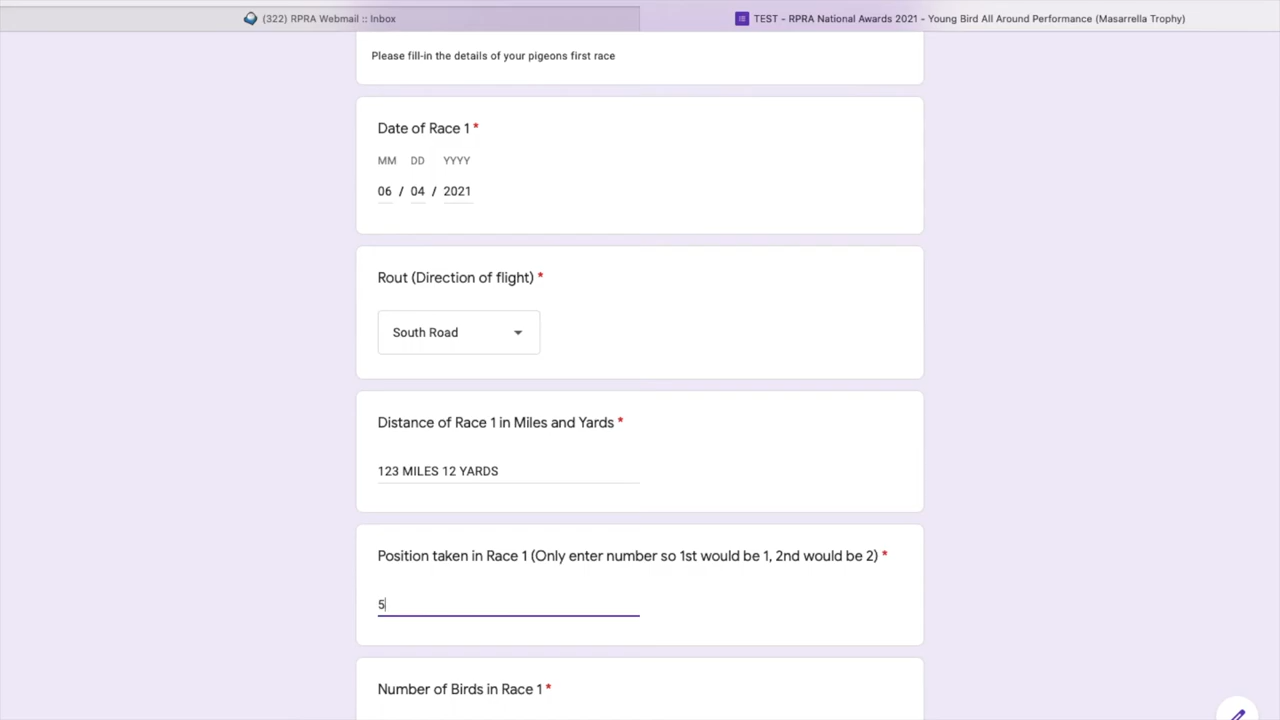 (322) RPRA Webmail :: Inbox
TEST - RPRA National Awards 2021 - Young Bird All Around Performance (Masarrella Trophy)
Please fill-in the details of your pigeons first race
Date of Race 1 *
MM DD YYYY
06 / 04 / 2021
Rout (Direction of flight) *
South Road
Distance of Race 1 in Miles and Yards *
123 MILES 12 YARDS
Position taken in Race 1 (Only enter number so 1st would be 1, 2nd would be 2) *
5
Number of Birds in Race 1 *